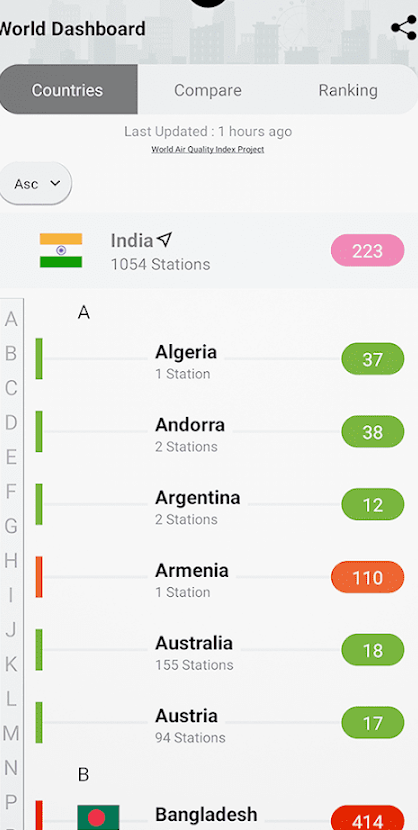 World Dashboard
Countries Compare Ranking
Last Updated : 1 hours ago
World Air Quality Index Project
Asc
India 223
1054 Stations
A
Algeria 37
1 Station
Andorra 38
2 Stations
Argentina 12
2 Stations
Armenia 110
1 Station
Australia 18
155 Stations
Austria 17
94 Stations
B
Bangladesh 414
A
B
C
D
E
F
G
H
I
J
K
L
M
N
P